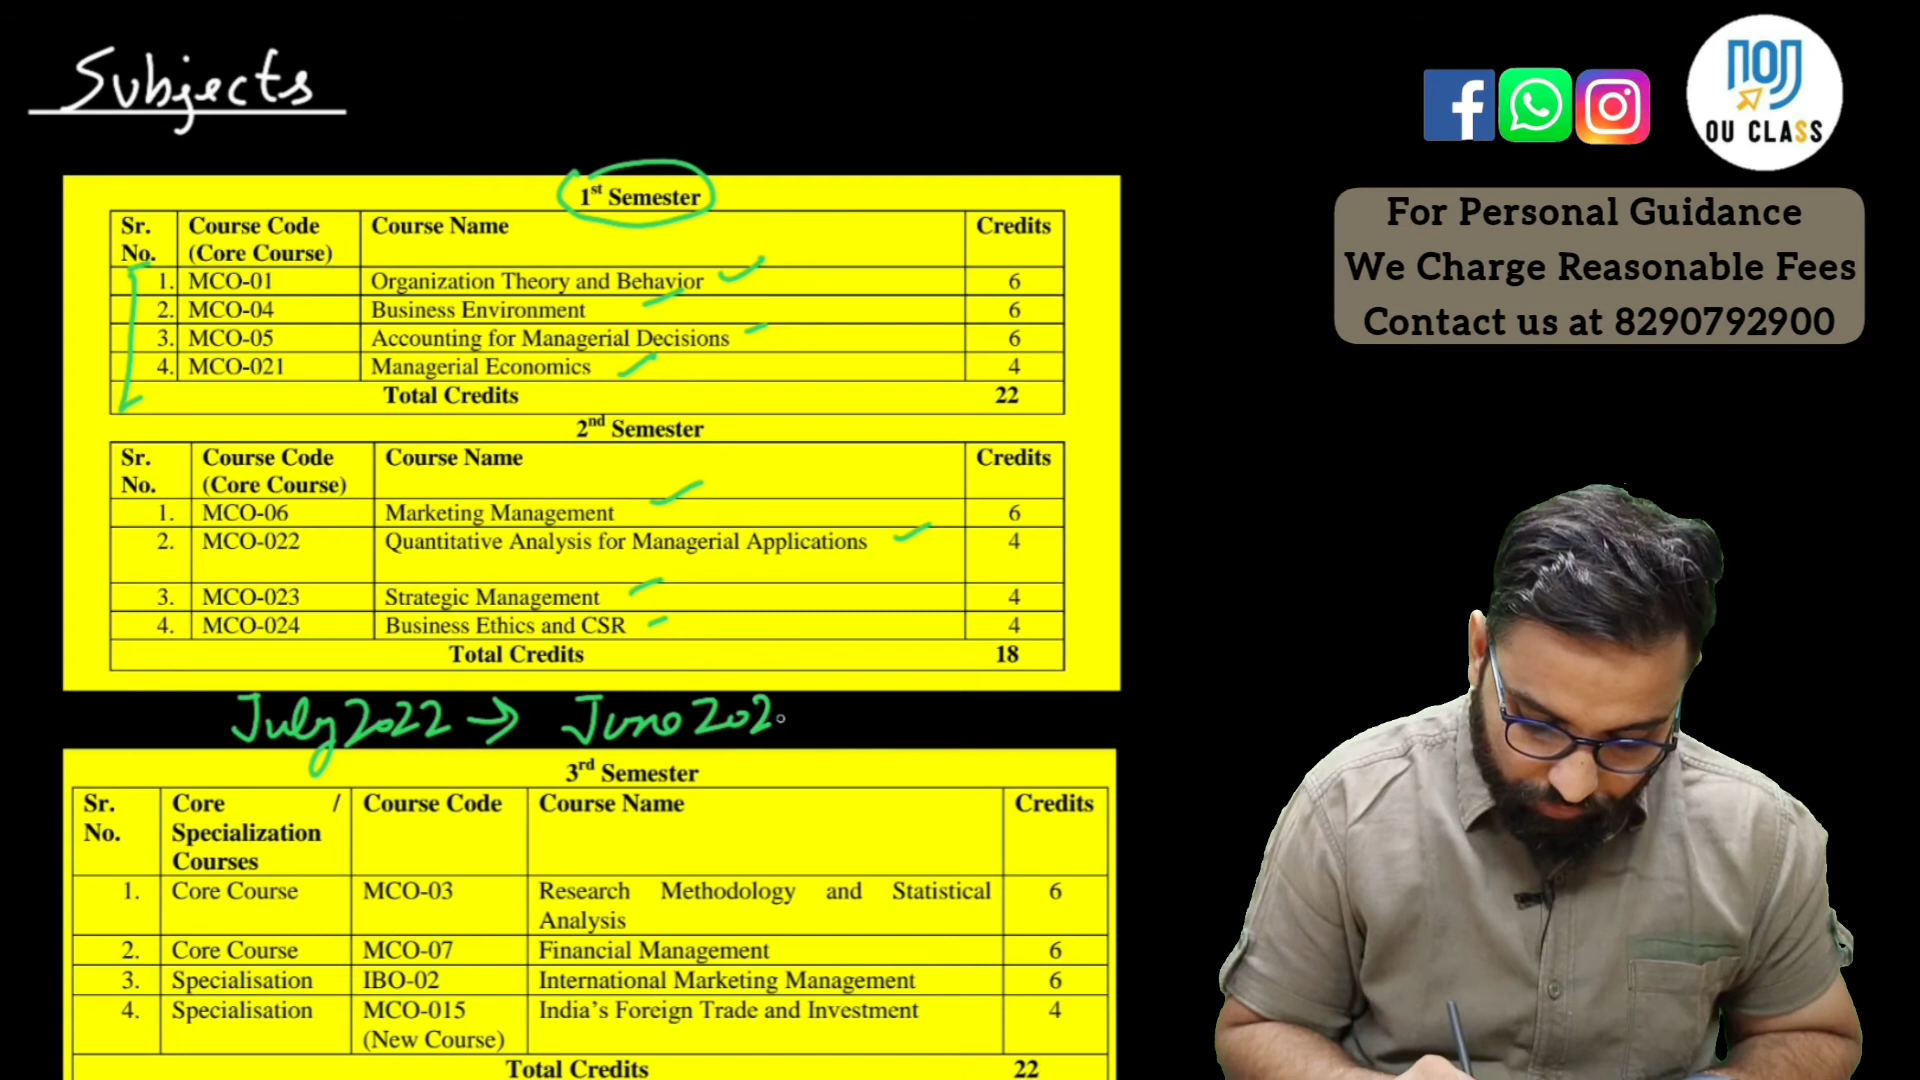 Subjects
OU CLASS
For Personal Guidance
We Charge Reasonable Fees
Contact us at 8290792900
1st Semester
Sr. No. Course Code (Core Course) Course Name Credits
1. MCO-01 Organization Theory and Behavior 6
2. MCO-04 Business Environment 6
3. MCO-05 Accounting for Managerial Decisions 6
4. MCO-021 Managerial Economics 4
Total Credits 22
2nd Semester
Sr. No. Course Code (Core Course) Course Name Credits
1. MCO-06 Marketing Management 6
2. MCO-022 Quantitative Analysis for Managerial Applications 4
3. MCO-023 Strategic Management 4
4. MCO-024 Business Ethics and CSR 4
Total Credits 18
July 2022 → June 202
3rd Semester
Sr. No. Core / Specialization Courses Course Code Course Name Credits
1. Core Course MCO-03 Research Methodology and Statistical Analysis 6
2. Core Course MCO-07 Financial Management 6
3. Specialisation IBO-02 International Marketing Management 6
4. Specialisation MCO-015 (New Course) India's Foreign Trade and Investment 4
Total Credits 22